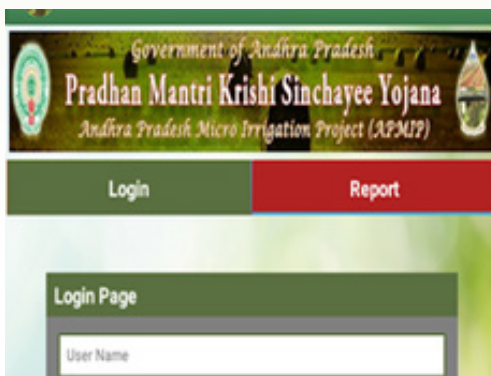 Government of Andhra Pradesh
Pradhan Mantri Krishi Sinchayee Yojana
Andhra Pradesh Micro Irrigation Project (APMIP)
Login Report
Login Page
User Name